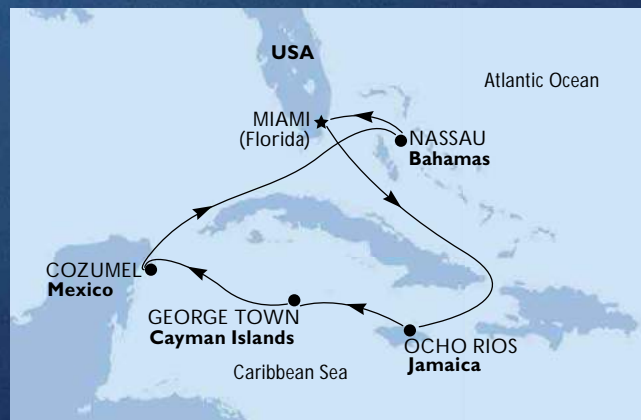 USA
Atlantic Ocean
MIAMI
(Florida)
NASSAU
Bahamas
COZUMEL
Mexico
GEORGE TOWN
Cayman Islands
OCHO RIOS
Jamaica
Caribbean Sea